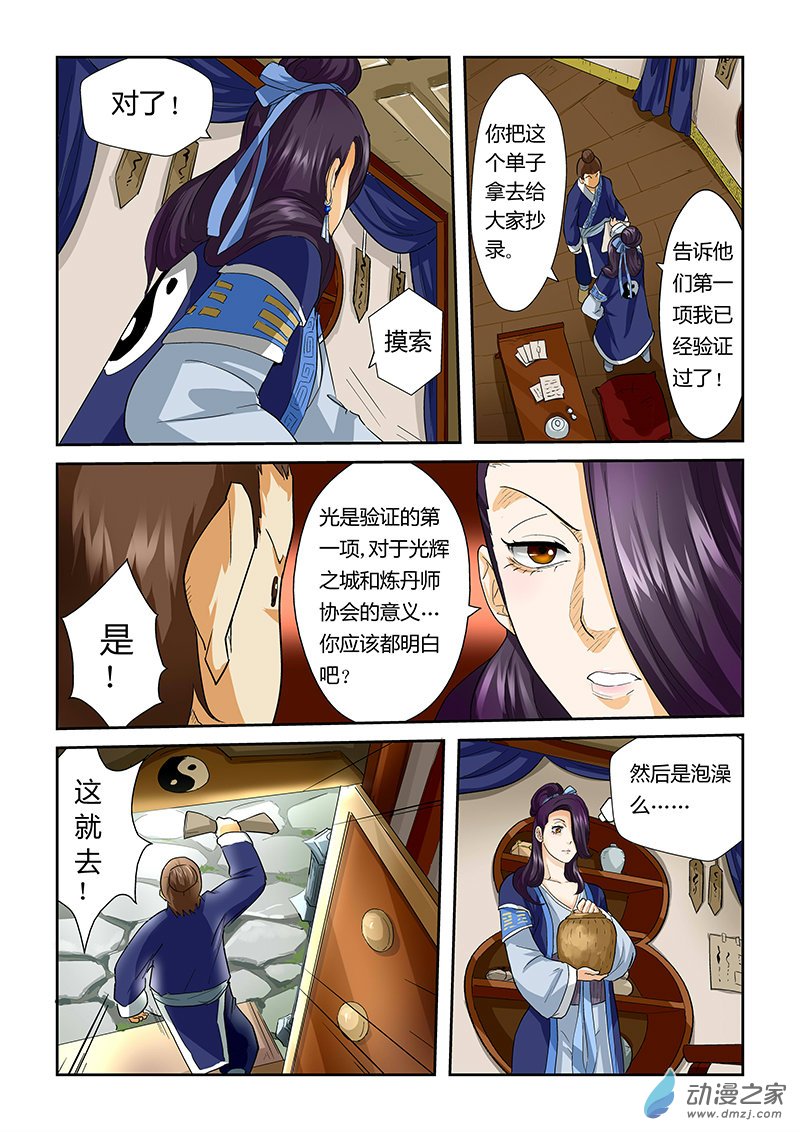 对了！
摸索
你把这
个单子
拿去给
大家抄
录。
告诉他
们第一
项我已
经验证
过了！
光是验证的第
一项，对于光辉
之城和炼丹师
协会的意义…
你应该都明白
吧？
是！
这就去！
然后是泡澡
么……
动漫之家
www.dmzj.com